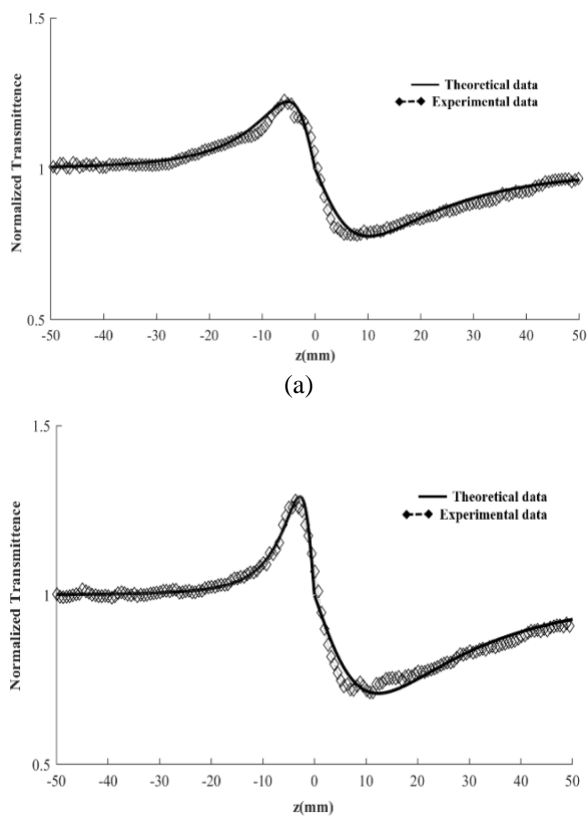 1.5
Theoretical data
Experimental data
Normalized Transmittence
1
0.5
-50 -40 -30 -20 -10 0 10 20 30 40 50
z(mm)
(a)
1.5
Theoretical data
Experimental data
Normalized Transmittence
1
0.5
-50 -40 -30 -20 -10 0 10 20 30 40 50
z(mm)